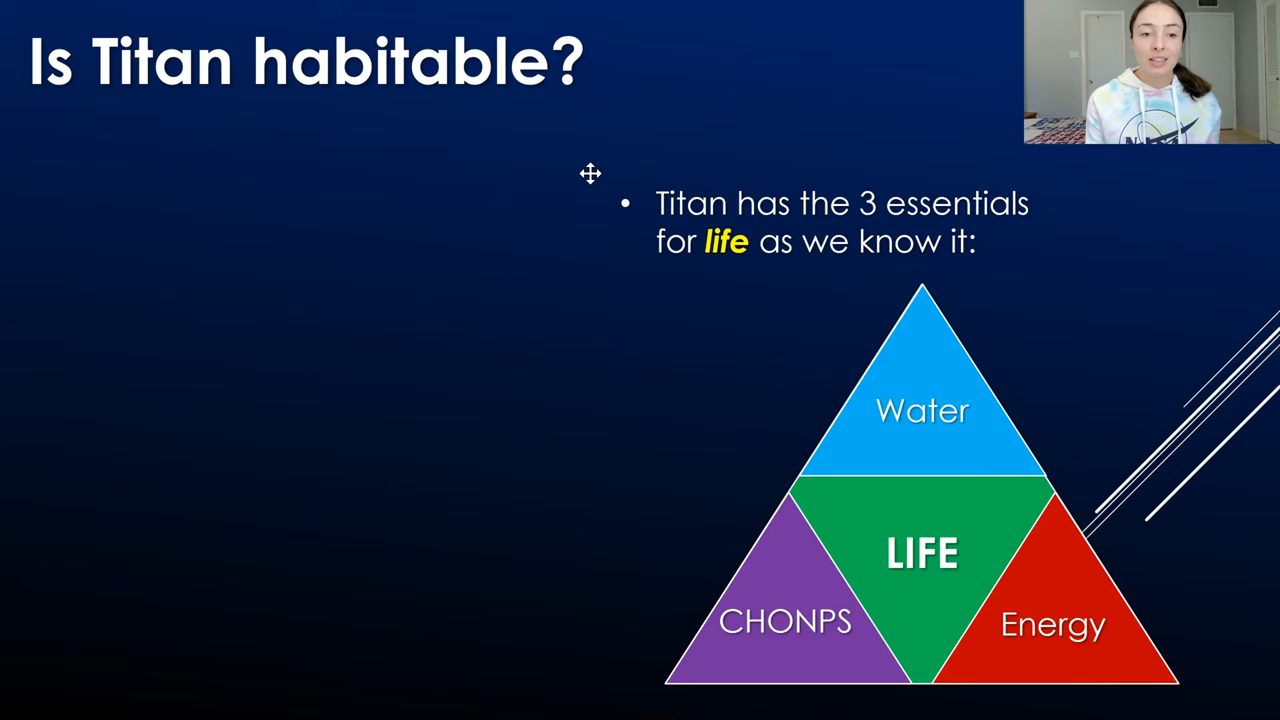 Is Titan habitable?
• Titan has the 3 essentials
for life as we know it:
Water
LIFE
CHONPS
Energy